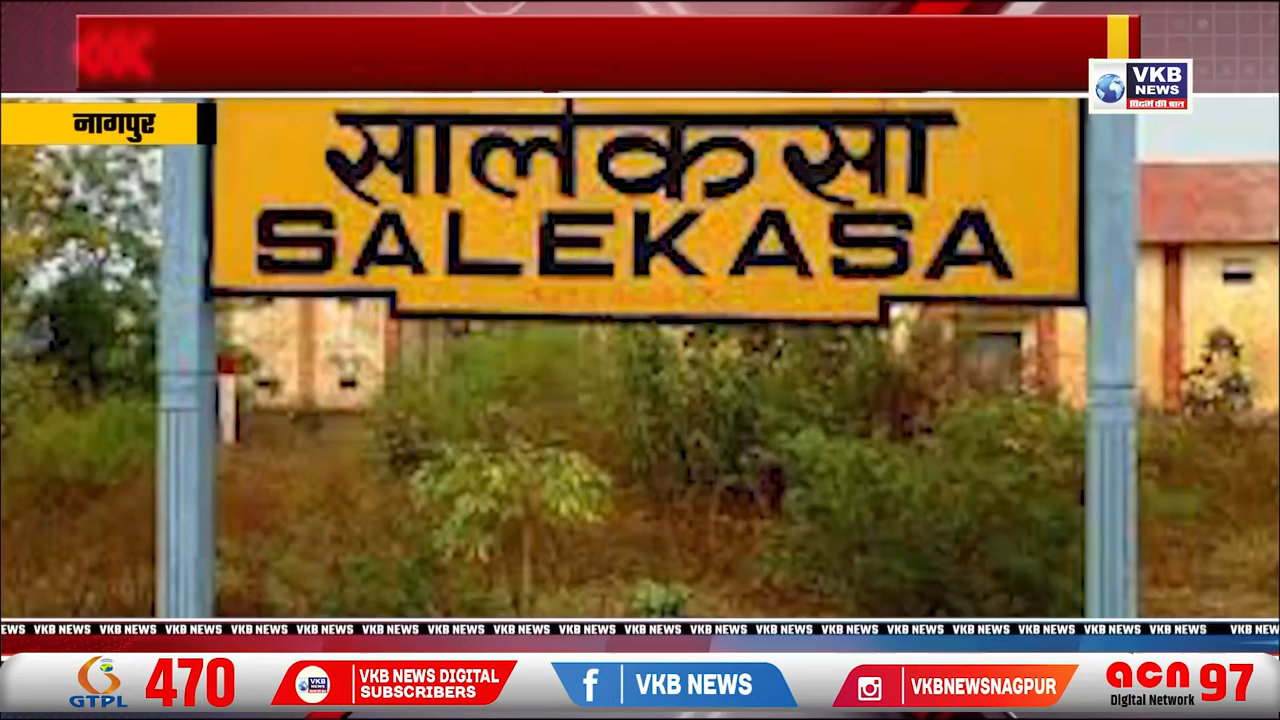 VKB
NEWS
विदर्भ की बात
नागपुर
सालेकसा
SALEKASA
EWS VKB NEWS VKB NEWS VKB NEWS VKB NEWS VKB NEWS VKB NEWS VKB NEWS VKB NEWS VKB NEWS VKB NEWS VKB NEWS VKB NEWS VKB NEWS VKB NEWS VKB NEWS VKB NEWS VKB NEWS VKB NEWS VKB NEW
GTPL
470
VKB
NEWS
VKB NEWS DIGITAL
SUBSCRIBERS
f
VKB NEWS
VKBNEWSNAGPUR
acn
Digital Network
97